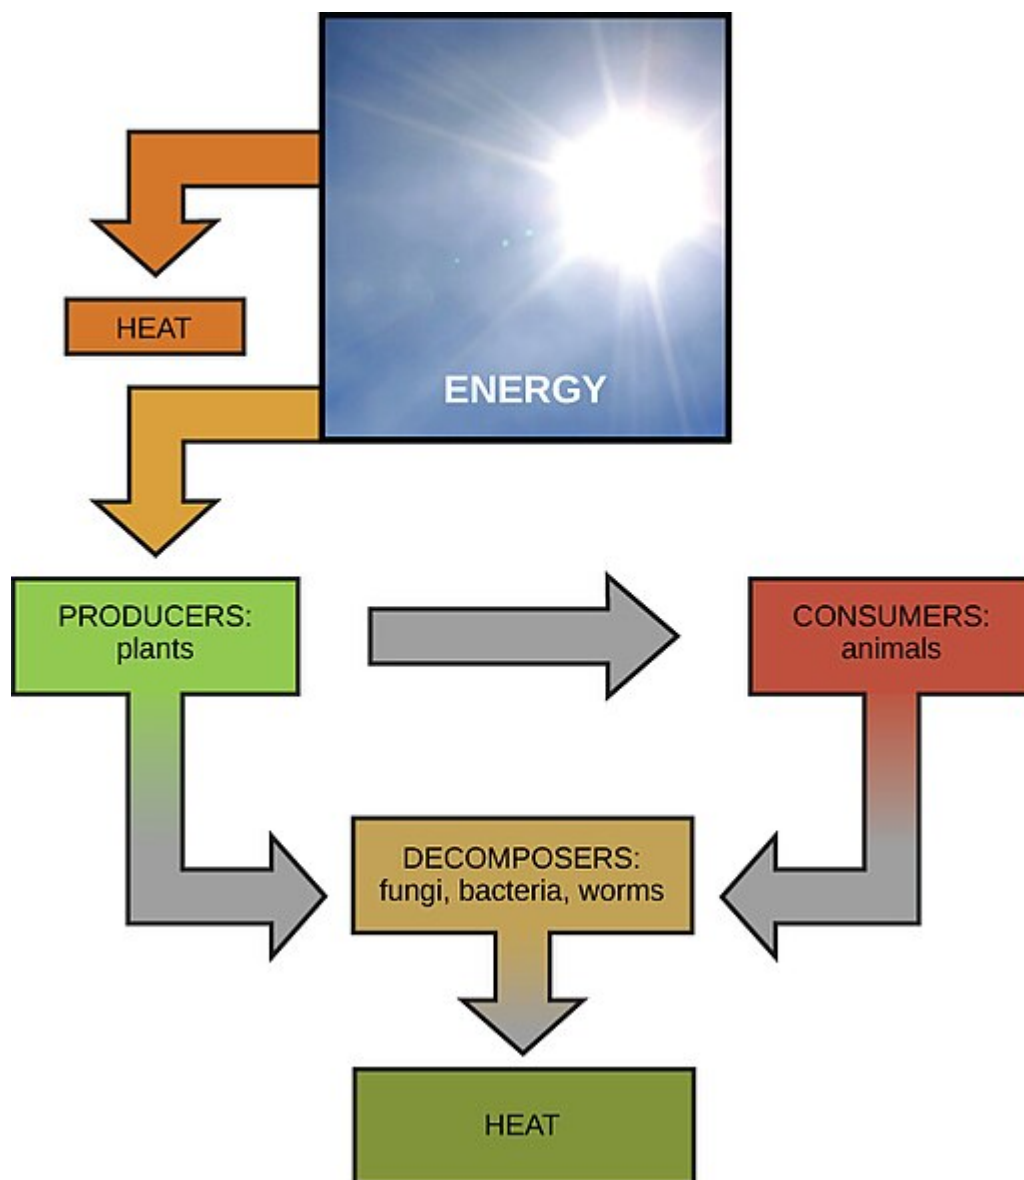 ENERGY
HEAT
PRODUCERS:
plants
CONSUMERS:
animals
DECOMPOSERS:
fungi, bacteria, worms
HEAT